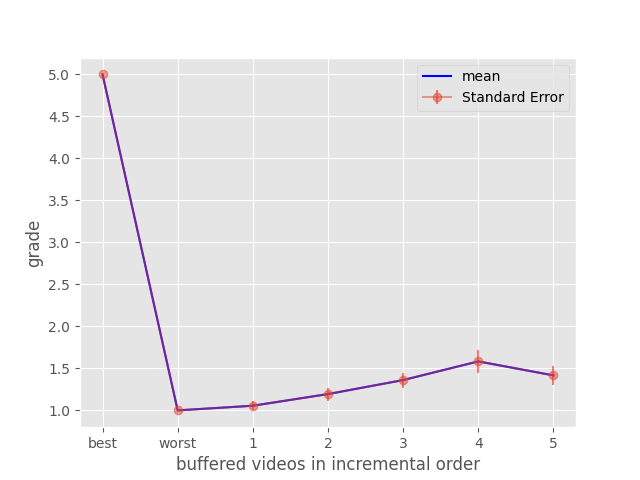 mean
Standard Error
5.0
4.5
4.0
3.5
3.0
2.5
2.0
1.5
1.0
grade
best worst 1 2 3 4 5
buffered videos in incremental order